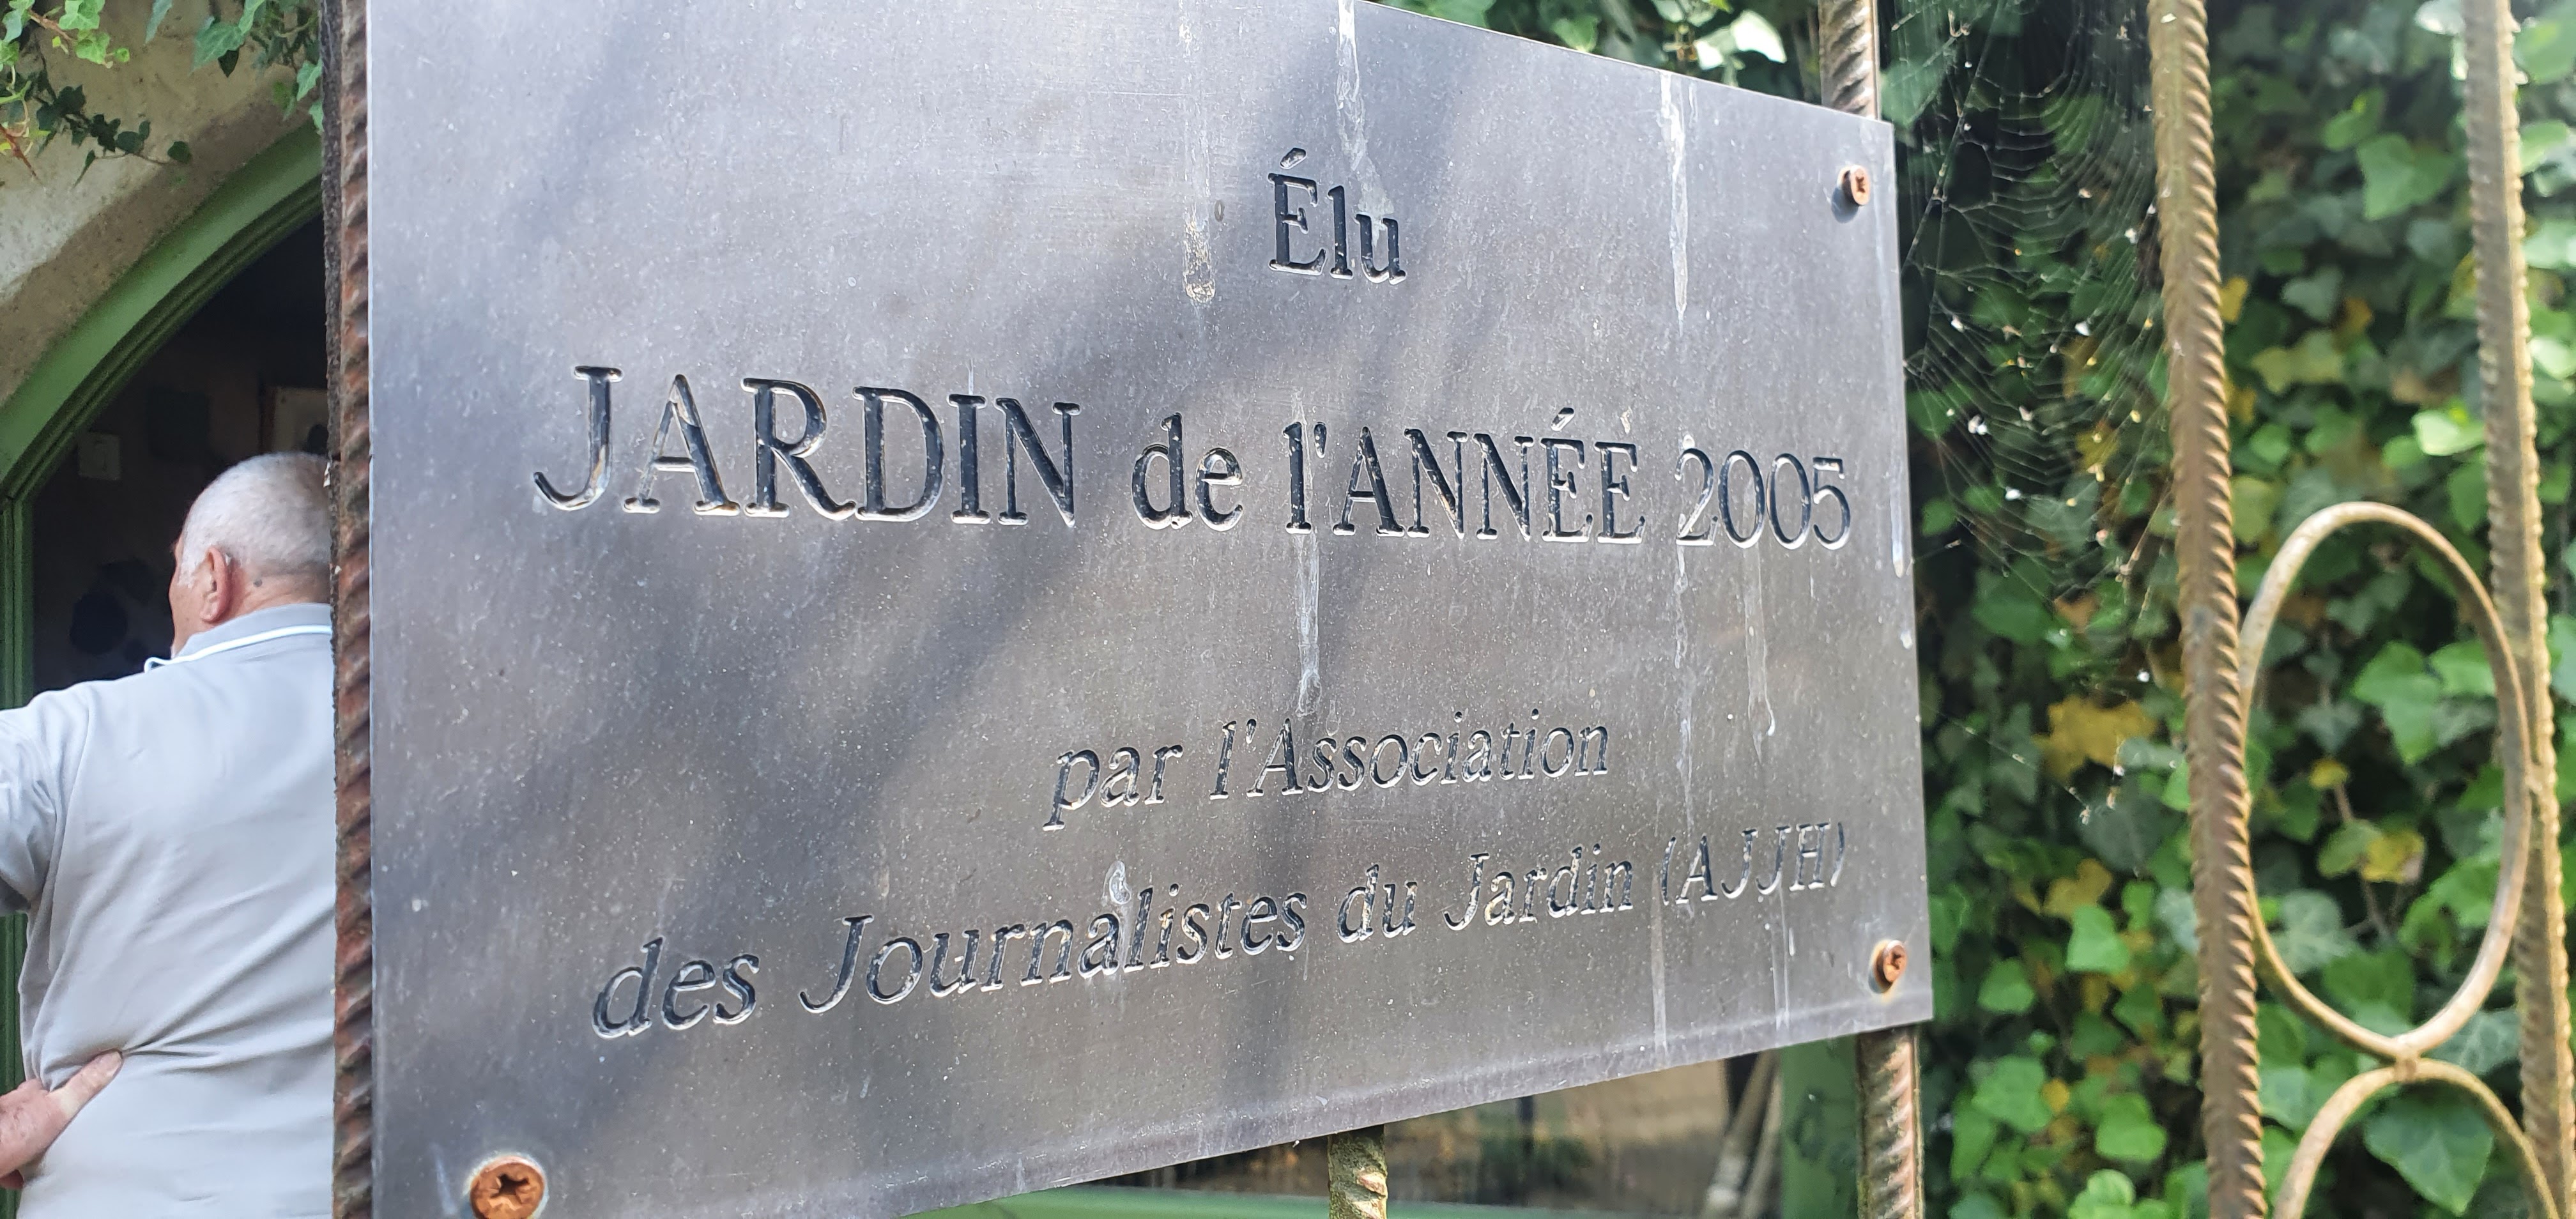 Élu
JARDIN de l'ANNÉE 2005
par l'Association
des Journalistes du Jardin (AJJH)